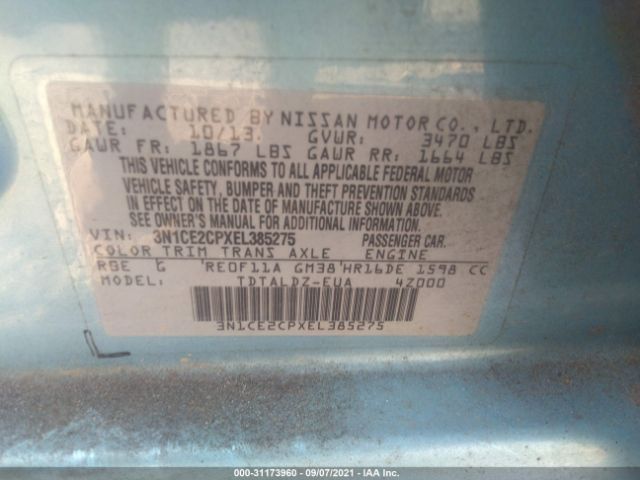 MANUFACTURED BY NISSAN MOTOR CO., LTD.
DATE: 10/13 GVWR: 3470 LBS
GAWR FR: 1867 LBS GAWR RR: 1664 LBS
THIS VEHICLE CONFORMS TO ALL APPLICABLE FEDERAL MOTOR
VEHICLE SAFETY, BUMPER AND THEFT PREVENTION STANDARDS
IN EFFECT ON THE DATE OF MANUFACTURE SHOWN ABOVE.
SEE OWNER'S MANUAL FOR ADDITIONAL INFORMATION.
VIN: 3N1CE2CPXEL385275 PASSENGER CAR.
COLOR TRIM TRANS AXLE ENGINE
RBE G RE0F11A GM38 HR16DE 1598 CC
MODEL: TDTALDZ-EUA 4Z000
3N1CE2CPXEL385275
000-31173960 - 09/07/2021 - IAA Inc.